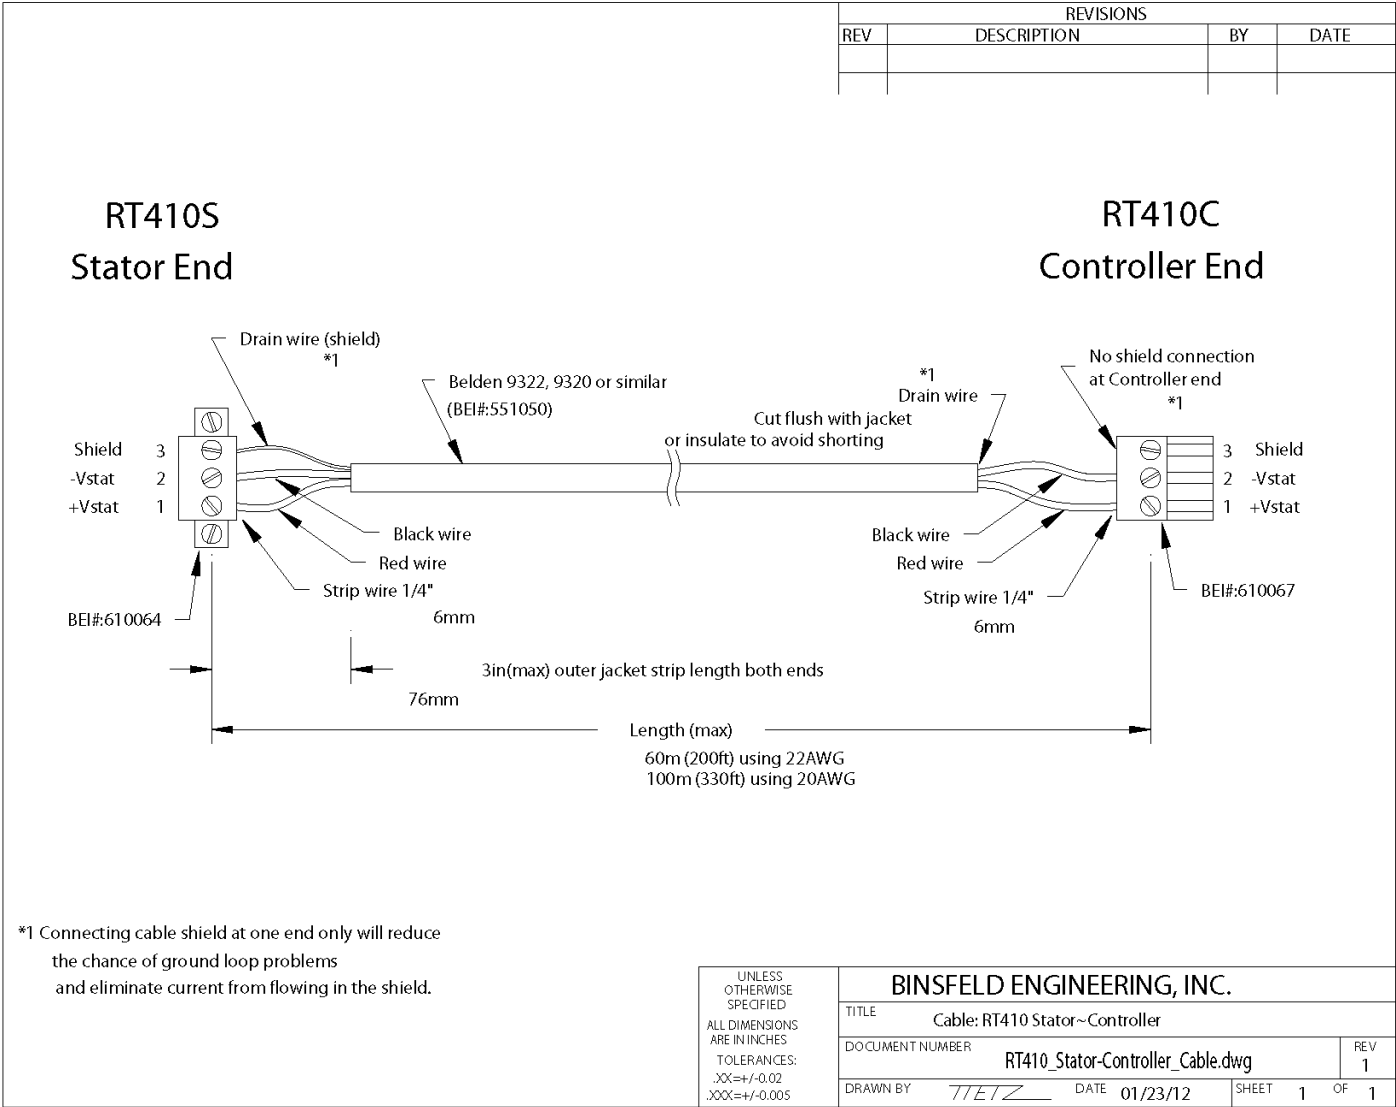 REVISIONS
REV DESCRIPTION BY DATE
RT410S
Stator End
RT410C
Controller End
Drain wire (shield)
*1
Belden 9322, 9320 or similar
(BEI#:551050)
*1
Drain wire
Cut flush with jacket
or insulate to avoid shorting
No shield connection
at Controller end
*1
Shield 3
-Vstat 2
+Vstat 1
3 Shield
2 -Vstat
1 +Vstat
Black wire
Red wire
Strip wire 1/4"
6mm
BEI#:610064
Black wire
Red wire
Strip wire 1/4"
6mm
BEI#:610067
3in(max) outer jacket strip length both ends
76mm
Length (max)
60m (200ft) using 22AWG
100m (330ft) using 20AWG
*1 Connecting cable shield at one end only will reduce
the chance of ground loop problems
and eliminate current from flowing in the shield.
UNLESS
OTHERWISE
SPECIFIED
ALL DIMENSIONS
ARE IN INCHES
TOLERANCES:
.XX=+/-0.02
.XXX=+/-0.005
BINSFELD ENGINEERING, INC.
TITLE
Cable: RT410 Stator~Controller
DOCUMENT NUMBER
RT410_Stator-Controller_Cable.dwg
REV
1
DRAWN BY TIETZ DATE 01/23/12 SHEET 1 OF 1